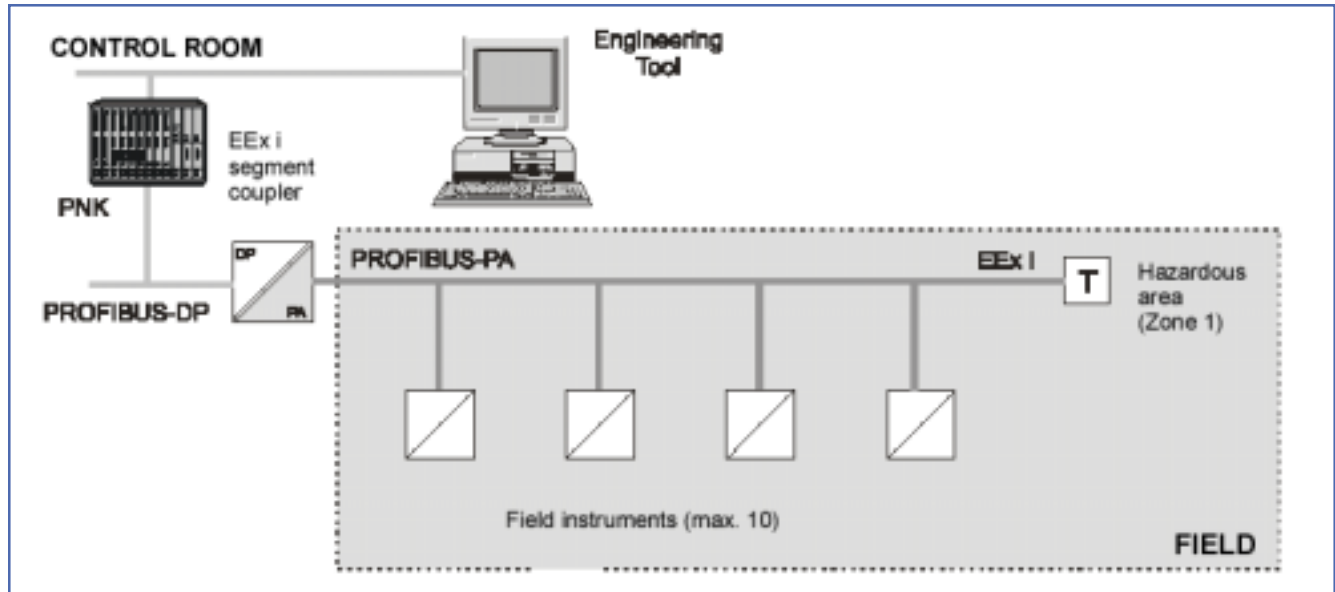 CONTROL ROOM
Engineering
Tool
EEx i
segment
coupler
PNK
DP
PA
PROFIBUS-DP
PROFIBUS-PA
EEx i
T
Hazardous
area
(Zone 1)
Field instruments (max. 10)
FIELD